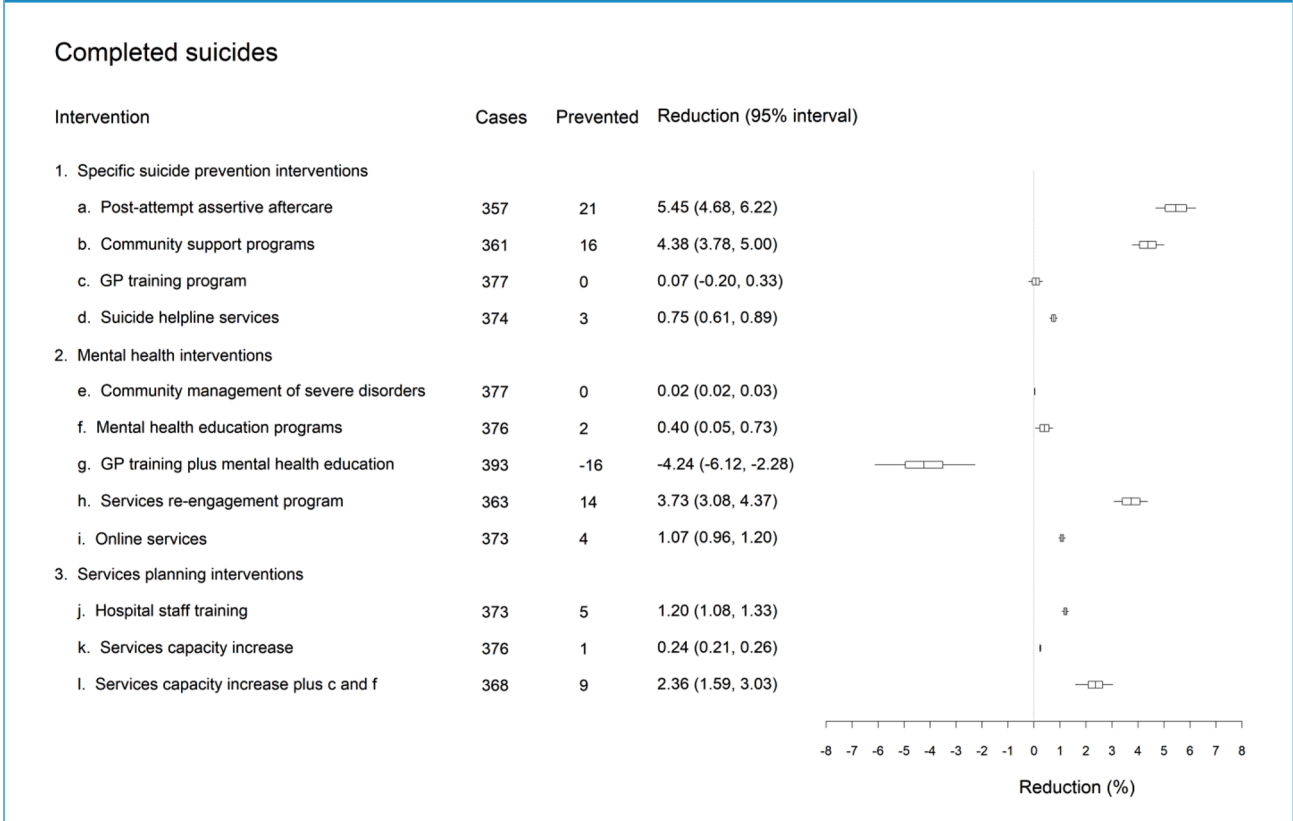 Completed suicides
Intervention Cases Prevented Reduction (95% interval)
1. Specific suicide prevention interventions
a. Post-attempt assertive aftercare 357 21 5.45 (4.68, 6.22)
b. Community support programs 361 16 4.38 (3.78, 5.00)
c. GP training program 377 0 0.07 (-0.20, 0.33)
d. Suicide helpline services 374 3 0.75 (0.61, 0.89)
2. Mental health interventions
e. Community management of severe disorders 377 0 0.02 (0.02, 0.03)
f. Mental health education programs 376 2 0.40 (0.05, 0.73)
g. GP training plus mental health education 393 -16 -4.24 (-6.12, -2.28)
h. Services re-engagement program 363 14 3.73 (3.08, 4.37)
i. Online services 373 4 1.07 (0.96, 1.20)
3. Services planning interventions
j. Hospital staff training 373 5 1.20 (1.08, 1.33)
k. Services capacity increase 376 1 0.24 (0.21, 0.26)
l. Services capacity increase plus c and f 368 9 2.36 (1.59, 3.03)
-8 -7 -6 -5 -4 -3 -2 -1 0 1 2 3 4 5 6 7 8
Reduction (%)